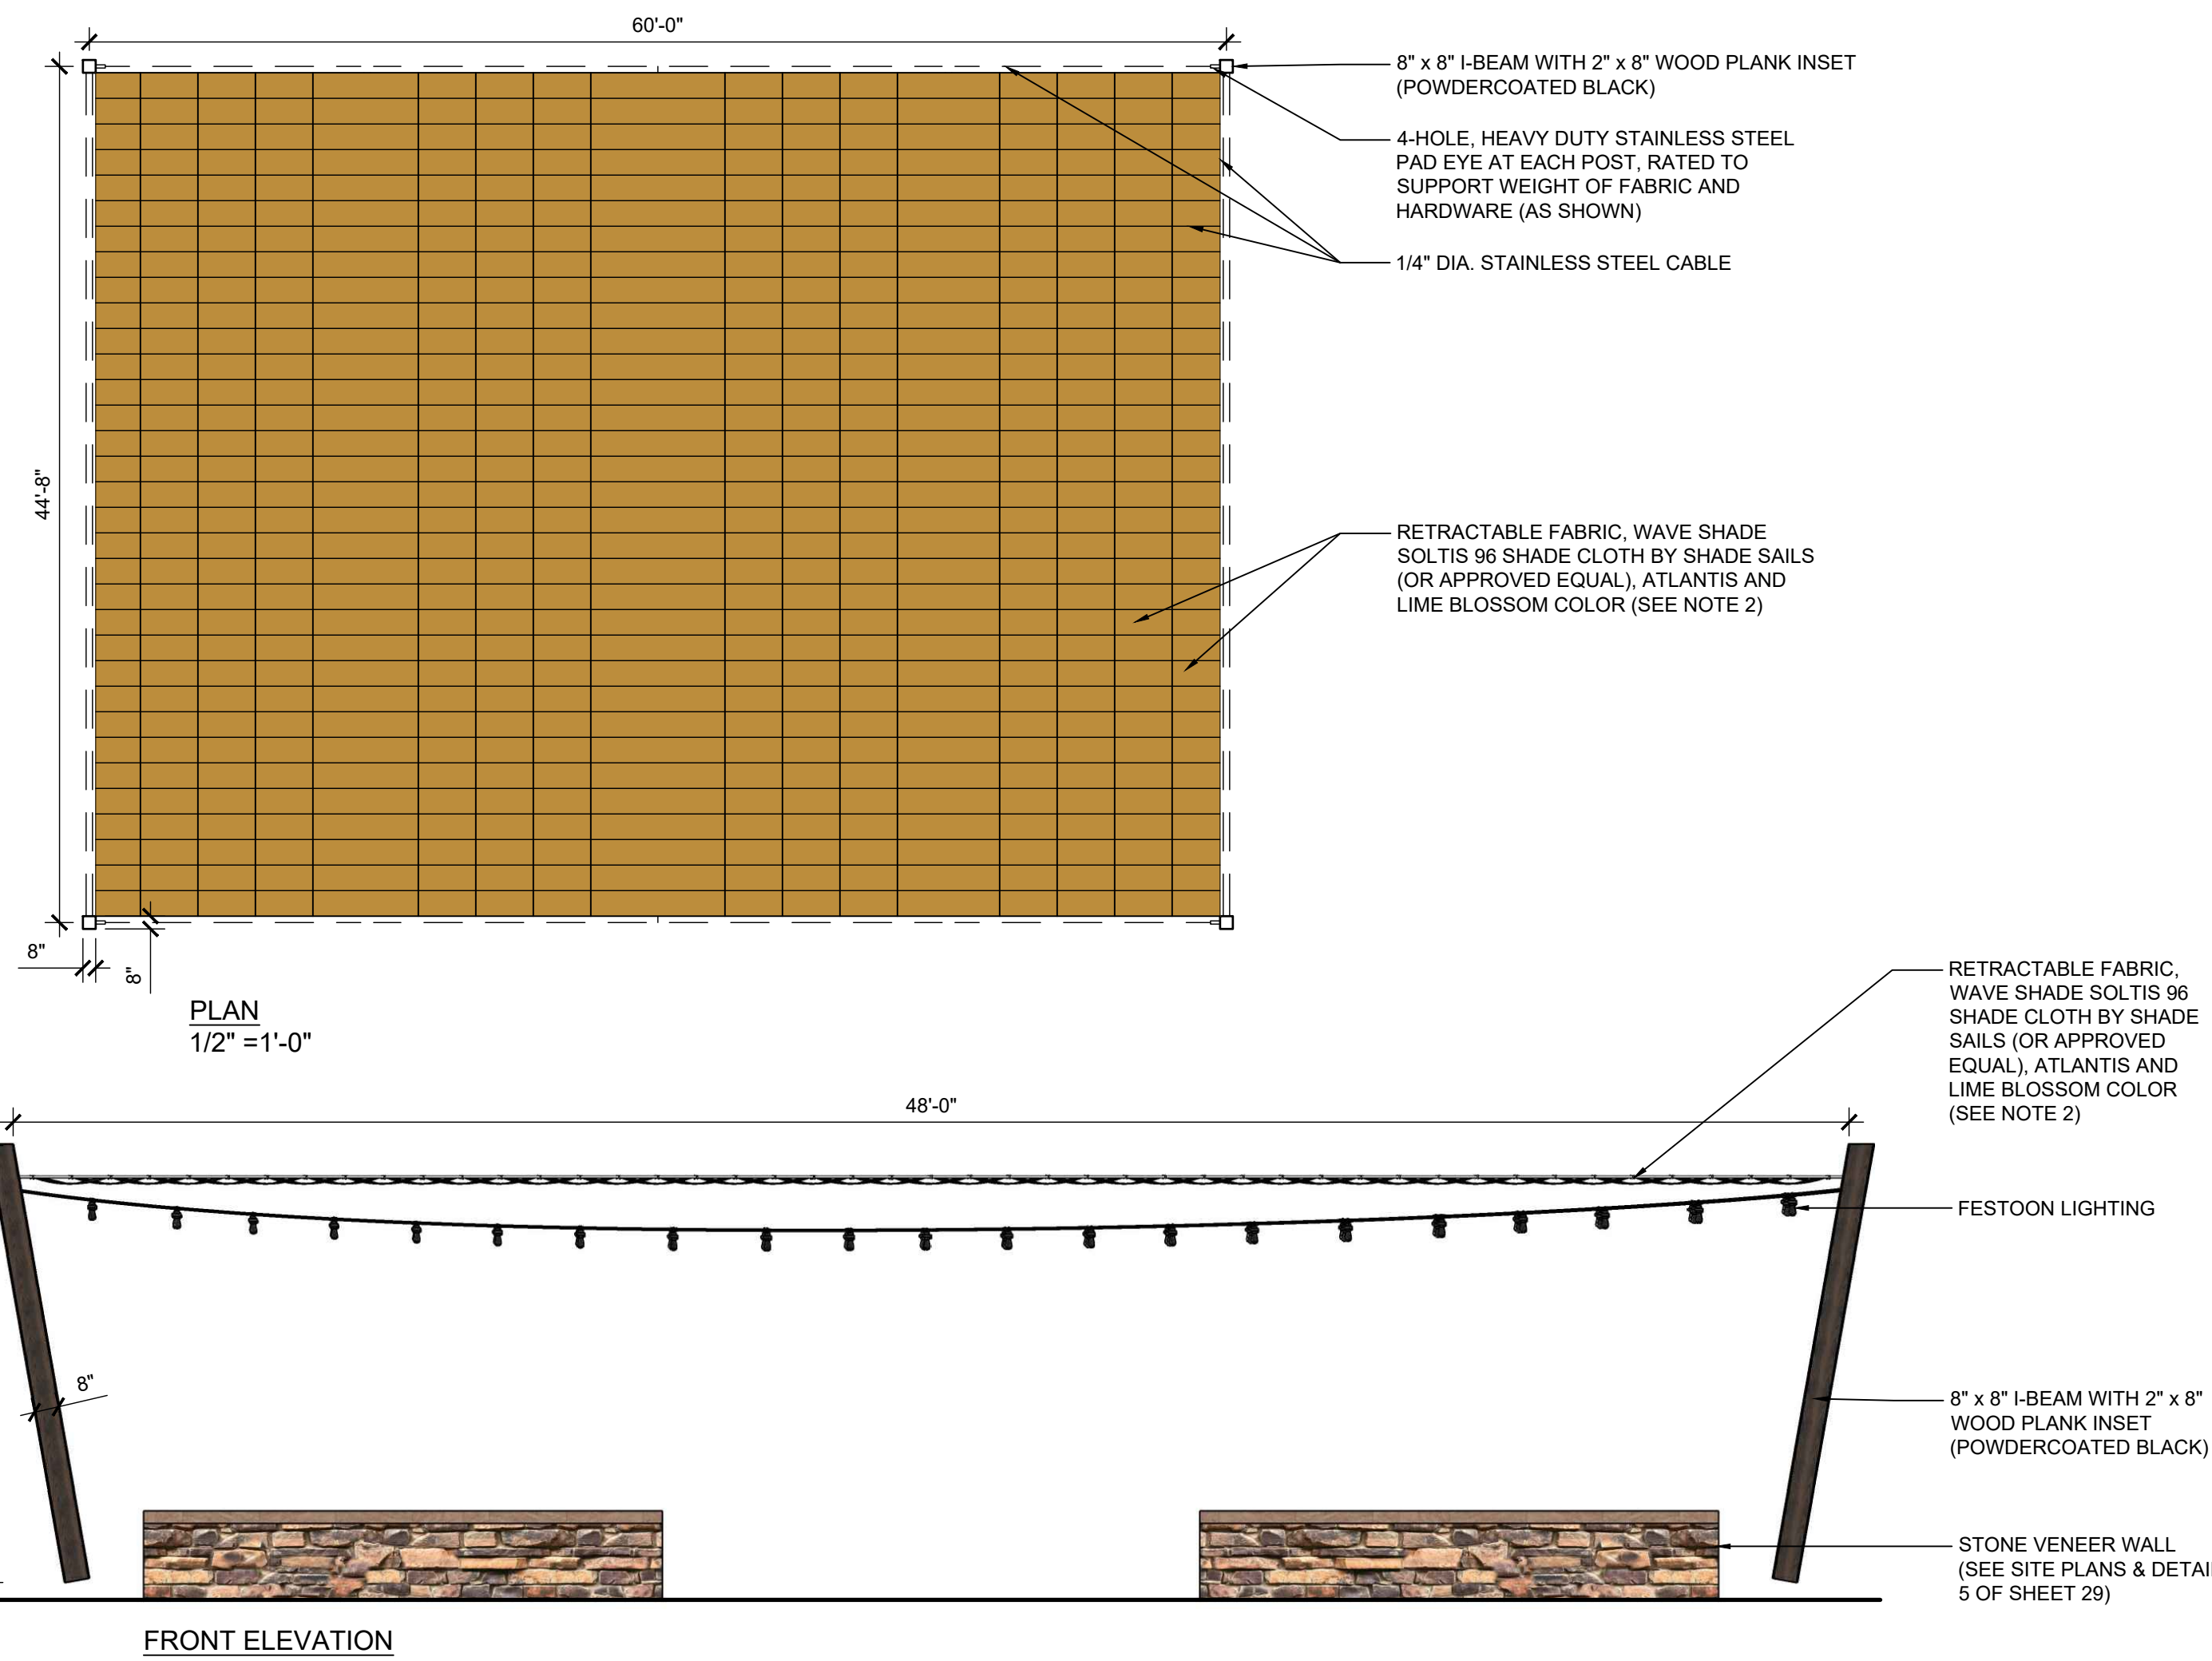 60'-0"
8" x 8" I-BEAM WITH 2" x 8" WOOD PLANK INSET
(POWDERCOATED BLACK)
4-HOLE, HEAVY DUTY STAINLESS STEEL
PAD EYE AT EACH POST, RATED TO
SUPPORT WEIGHT OF FABRIC AND
HARDWARE (AS SHOWN)
1/4" DIA. STAINLESS STEEL CABLE
44'-8"
RETRACTABLE FABRIC, WAVE SHADE
SOLTIS 96 SHADE CLOTH BY SHADE SAILS
(OR APPROVED EQUAL), ATLANTIS AND
LIME BLOSSOM COLOR (SEE NOTE 2)
8"
8"
PLAN
1/2" =1'-0"
RETRACTABLE FABRIC,
WAVE SHADE SOLTIS 96
SHADE CLOTH BY SHADE
SAILS (OR APPROVED
EQUAL), ATLANTIS AND
LIME BLOSSOM COLOR
(SEE NOTE 2)
48'-0"
FESTOON LIGHTING
8"
8" x 8" I-BEAM WITH 2" x 8"
WOOD PLANK INSET
(POWDERCOATED BLACK)
STONE VENEER WALL
(SEE SITE PLANS & DETAI
5 OF SHEET 29)
FRONT ELEVATION